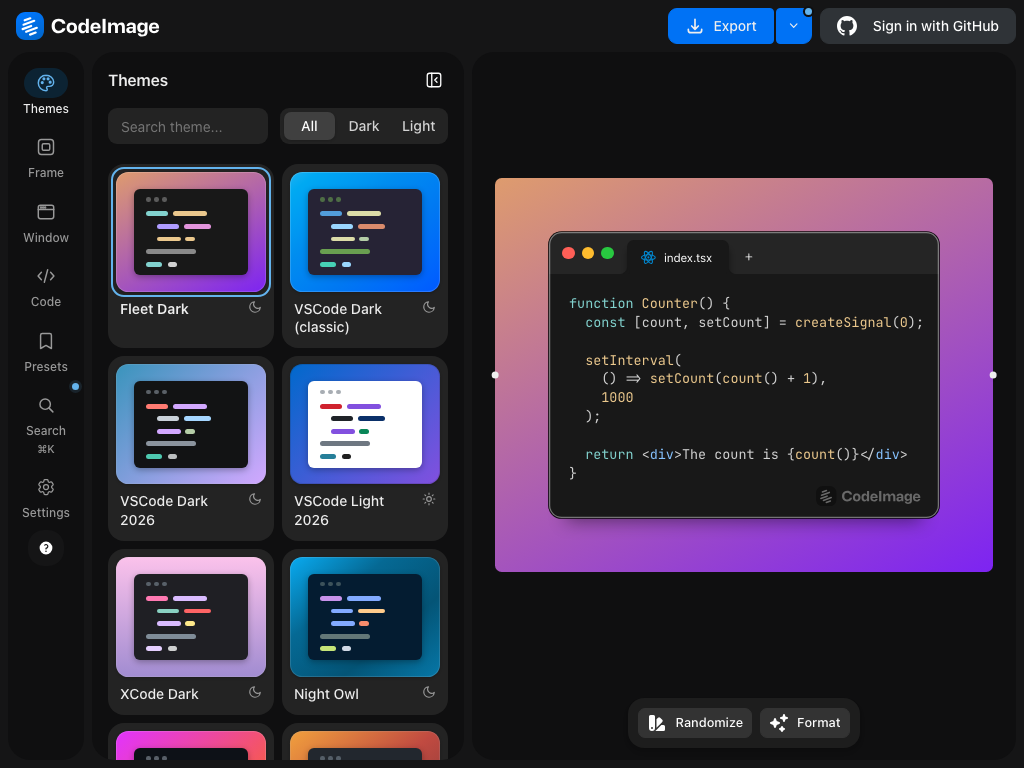 CodeImage
Export
Sign in with GitHub
Themes
Frame
Window
Code
Presets
Search
⌘K
Settings
?
Themes
Search theme...
All Dark Light
Fleet Dark
VSCode Dark
(classic)
VSCode Dark
2026
VSCode Light
2026
XCode Dark
Night Owl
index.tsx +
function Counter() {
  const [count, setCount] = createSignal(0);
  setInterval(
    () => setCount(count() + 1),
    1000
  );
  return <div>The count is {count()}</div>
}
CodeImage
Randomize
Format